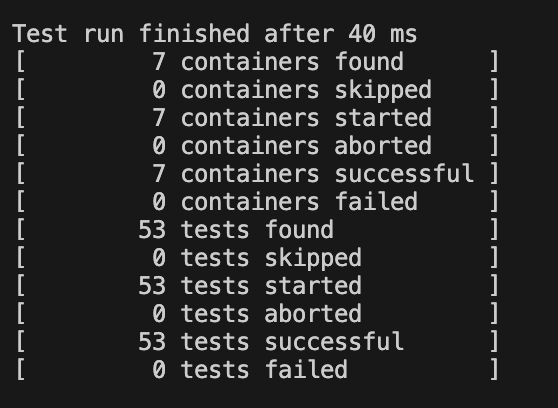 Test run finished after 40 ms
[         7 containers found      ]
[         0 containers skipped    ]
[         7 containers started    ]
[         0 containers aborted    ]
[         7 containers successful ]
[         0 containers failed     ]
[        53 tests found           ]
[         0 tests skipped         ]
[        53 tests started         ]
[         0 tests aborted         ]
[        53 tests successful      ]
[         0 tests failed          ]